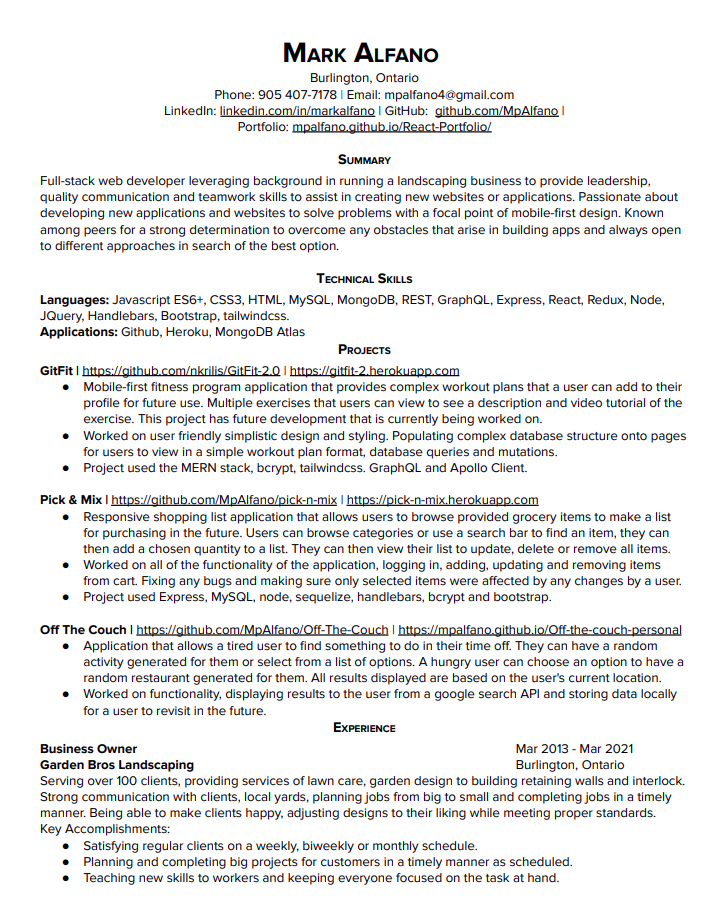 MARK ALFANO
Burlington, Ontario
Phone: 905 407-7178 | Email: mpalfano4@gmail.com
LinkedIn: linkedin.com/in/markalfano | GitHub: github.com/MpAlfano |
Portfolio: mpalfano.github.io/React-Portfolio/
SUMMARY
Full-stack web developer leveraging background in running a landscaping business to provide leadership,
quality communication and teamwork skills to assist in creating new websites or applications. Passionate about
developing new applications and websites to solve problems with a focal point of mobile-first design. Known
among peers for a strong determination to overcome any obstacles that arise in building apps and always open
to different approaches in search of the best option.
TECHNICAL SKILLS
Languages: Javascript ES6+, CSS3, HTML, MySQL, MongoDB, REST, GraphQL, Express, React, Redux, Node,
JQuery, Handlebars, Bootstrap, tailwindcss.
Applications: Github, Heroku, MongoDB Atlas
PROJECTS
GitFit | https://github.com/nkrilis/GitFit-2.0 | https://gitfit-2.herokuapp.com
● Mobile-first fitness program application that provides complex workout plans that a user can add to their
profile for future use. Multiple exercises that users can view to see a description and video tutorial of the
exercise. This project has future development that is currently being worked on.
● Worked on user friendly simplistic design and styling. Populating complex database structure onto pages
for users to view in a simple workout plan format, database queries and mutations.
● Project used the MERN stack, bcrypt, tailwindcss. GraphQL and Apollo Client.
Pick & Mix | https://github.com/MpAlfano/pick-n-mix | https://pick-n-mix.herokuapp.com
● Responsive shopping list application that allows users to browse provided grocery items to make a list
for purchasing in the future. Users can browse categories or use a search bar to find an item, they can
then add a chosen quantity to a list. They can then view their list to update, delete or remove all items.
● Worked on all of the functionality of the application, logging in, adding, updating and removing items
from cart. Fixing any bugs and making sure only selected items were affected by any changes by a user.
● Project used Express, MySQL, node, sequelize, handlebars, bcrypt and bootstrap.
Off The Couch | https://github.com/MpAlfano/Off-The-Couch | https://mpalfano.github.io/Off-the-couch-personal
● Application that allows a tired user to find something to do in their time off. They can have a random
activity generated for them or select from a list of options. A hungry user can choose an option to have a
random restaurant generated for them. All results displayed are based on the user's current location.
● Worked on functionality, displaying results to the user from a google search API and storing data locally
for a user to revisit in the future.
EXPERIENCE
Business Owner Mar 2013 - Mar 2021
Garden Bros Landscaping Burlington, Ontario
Serving over 100 clients, providing services of lawn care, garden design to building retaining walls and interlock.
Strong communication with clients, local yards, planning jobs from big to small and completing jobs in a timely
manner. Being able to make clients happy, adjusting designs to their liking while meeting proper standards.
Key Accomplishments:
● Satisfying regular clients on a weekly, biweekly or monthly schedule.
● Planning and completing big projects for customers in a timely manner as scheduled.
● Teaching new skills to workers and keeping everyone focused on the task at hand.